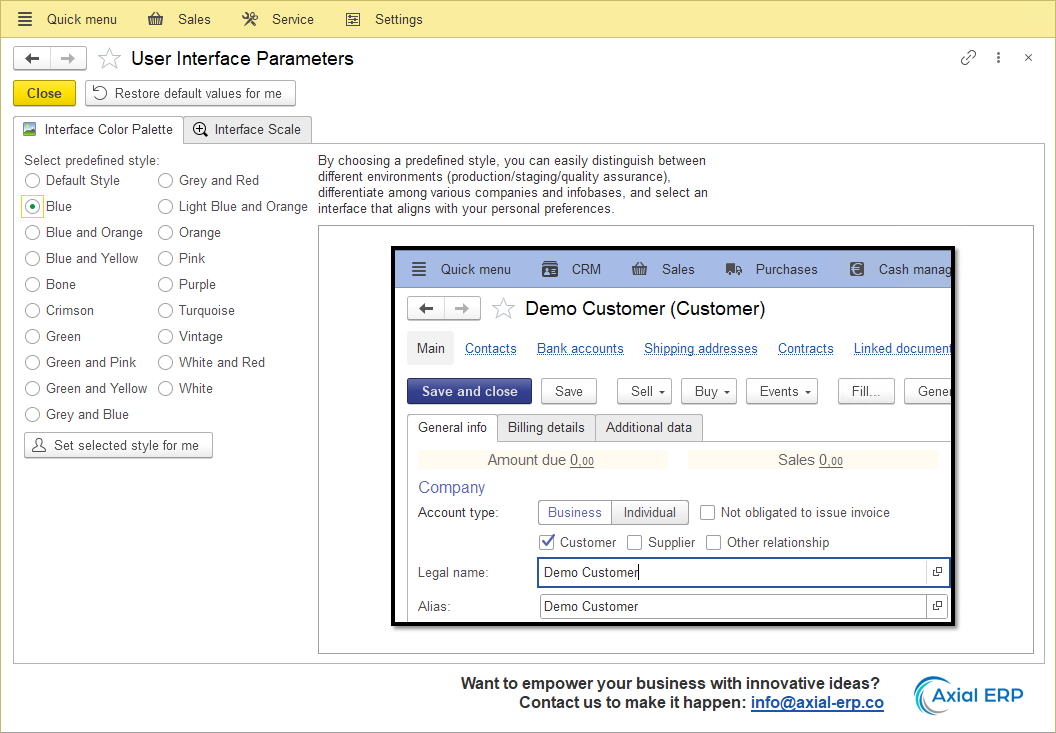 Quick menu Sales Service Settings
User Interface Parameters
Close Restore default values for me
Interface Color Palette Interface Scale
Select predefined style:
Default Style Grey and Red
Blue Light Blue and Orange
Blue and Orange Orange
Blue and Yellow Pink
Bone Purple
Crimson Turquoise
Green Vintage
Green and Pink White and Red
Green and Yellow White
Grey and Blue
Set selected style for me
By choosing a predefined style, you can easily distinguish between
different environments (production/staging/quality assurance),
differentiate among various companies and infobases, and select an
interface that aligns with your personal preferences.
Quick menu CRM Sales Purchases Cash manag
Demo Customer (Customer)
Main Contacts Bank accounts Shipping addresses Contracts Linked document
Save and close Save Sell Buy Events Fill... Gener
General info Billing details Additional data
Amount due 0,00 Sales 0,00
Company
Account type: Business Individual Not obligated to issue invoice
Customer Supplier Other relationship
Legal name: Demo Customer
Alias: Demo Customer
Want to empower your business with innovative ideas?
Contact us to make it happen: info@axial-erp.co
Axial ERP